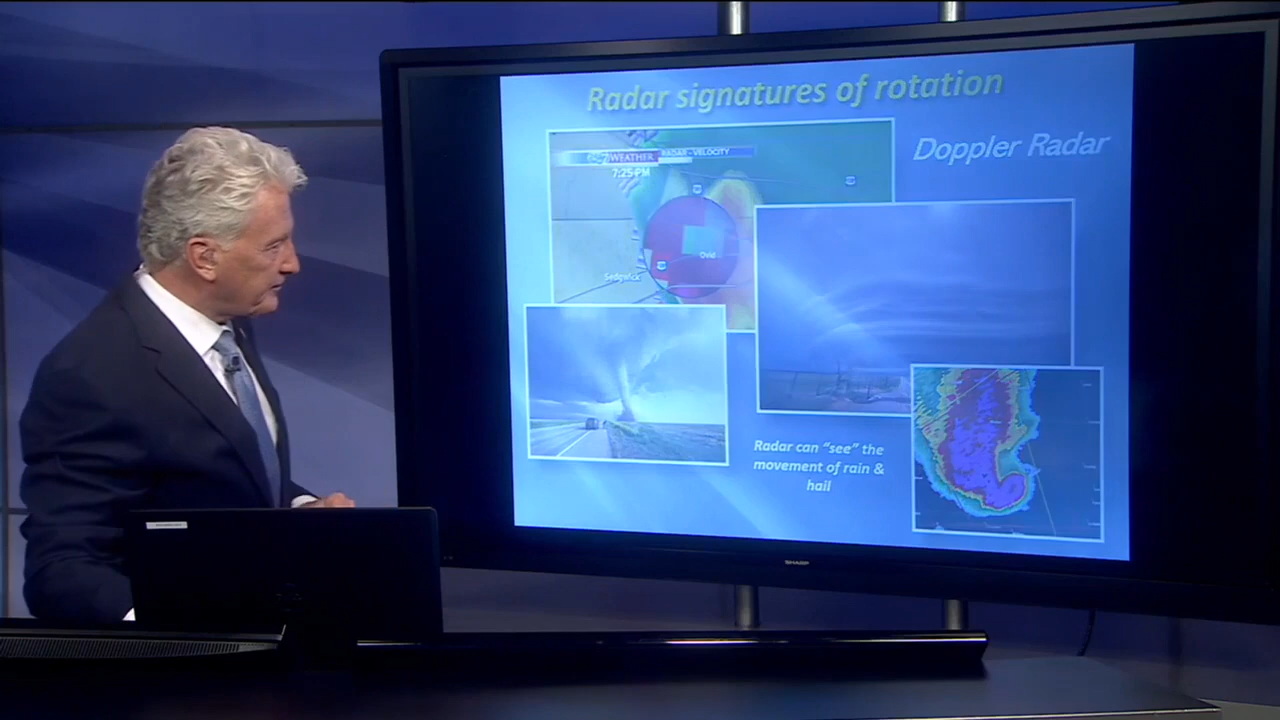 Radar signatures of rotation
Doppler Radar
WEATHER
RADAR - VELOCITY
7:25 PM
Ovid
Sedgwick
Radar can “see” the
movement of rain &
hail
SHARP